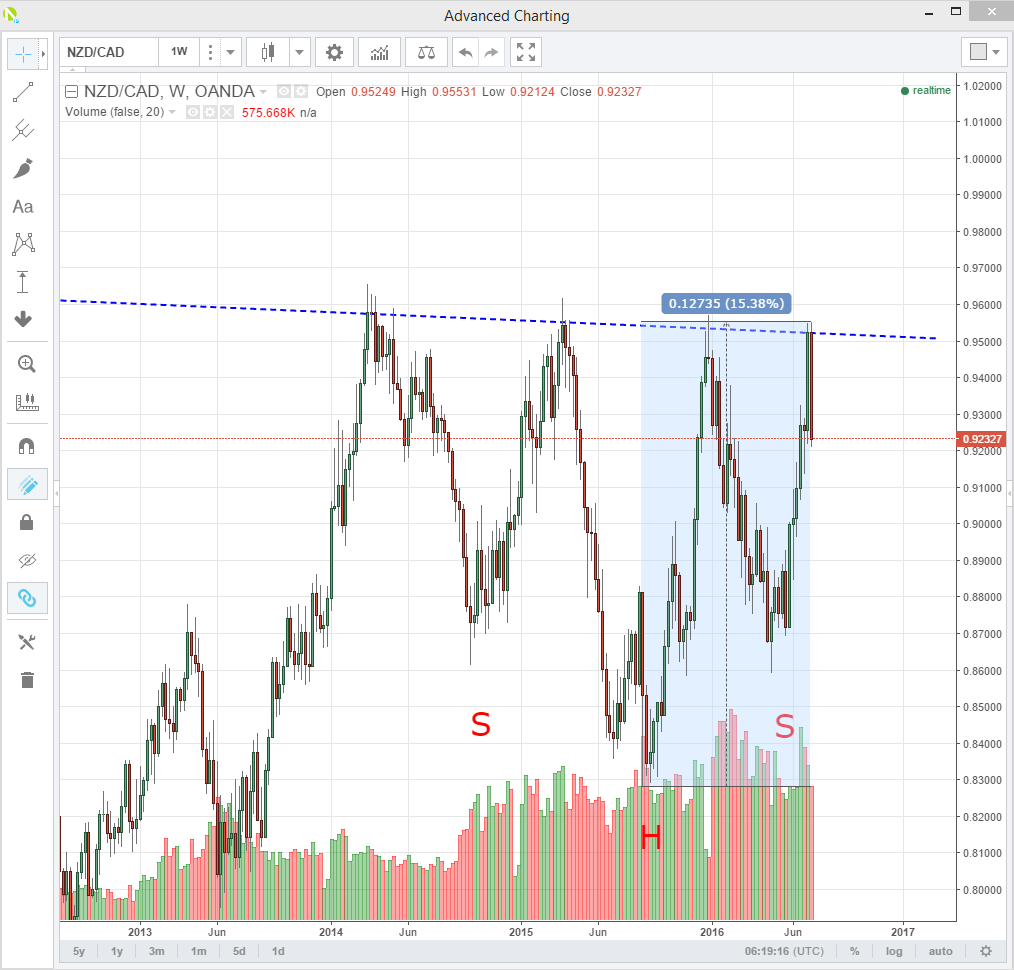 Advanced Charting
NZD/CAD 1W
NZD/CAD, W, OANDA Open 0.95249 High 0.95531 Low 0.92124 Close 0.92327
realtime
Volume (false, 20) 575.668K n/a
Aa
1.02000
1.01000
1.00000
0.99000
0.98000
0.97000
0.96000
0.95000
0.94000
0.93000
0.92327
0.92000
0.91000
0.90000
0.89000
0.88000
0.87000
0.86000
0.85000
0.84000
0.83000
0.82000
0.81000
0.80000
0.12735 (15.38%)
S
S
H
2013 Jun 2014 Jun 2015 Jun 2016 Jun 2017
5y 1y 3m 1m 5d 1d 06:19:16 (UTC) % log auto